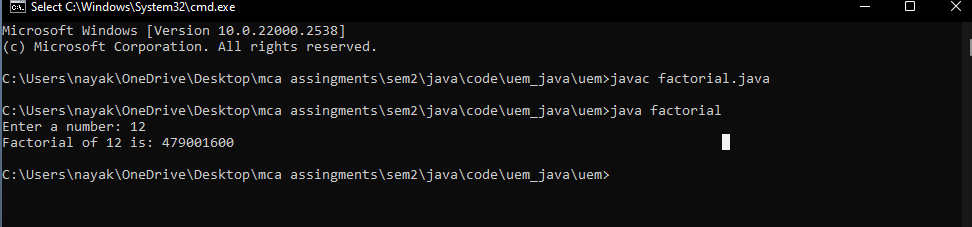 Select C:\Windows\System32\cmd.exe
Microsoft Windows [Version 10.0.22000.2538]
(c) Microsoft Corporation. All rights reserved.
C:\Users\nayak\OneDrive\Desktop\mca assingments\sem2\java\code\uem_java\uem>javac factorial.java
C:\Users\nayak\OneDrive\Desktop\mca assingments\sem2\java\code\uem_java\uem>java factorial
Enter a number: 12
Factorial of 12 is: 479001600
C:\Users\nayak\OneDrive\Desktop\mca assingments\sem2\java\code\uem_java\uem>